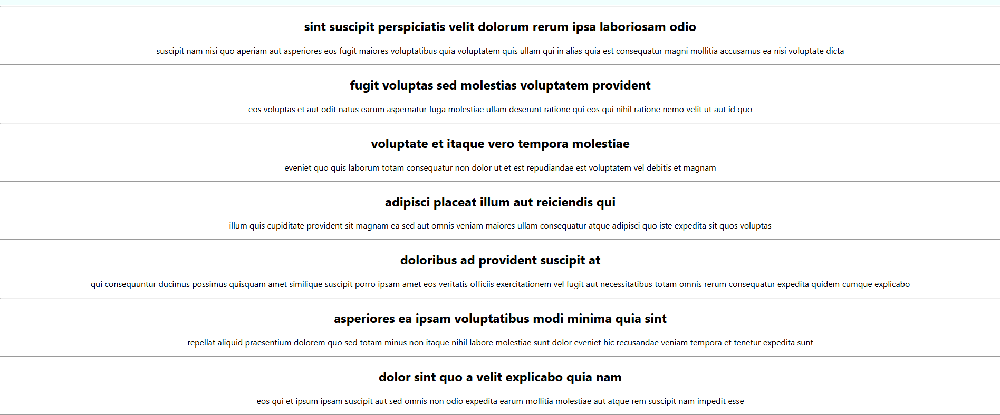 sint suscipit perspiciatis velit dolorum rerum ipsa laboriosam odio
suscipit nam nisi quo aperiam aut asperiores eos fugit maiores voluptatibus quia voluptatem quis ullam qui in alias quia est consequatur magni mollitia accusamus ea nisi voluptate dicta
fugit voluptas sed molestias voluptatem provident
eos voluptas et aut odit natus earum aspernatur fuga molestiae ullam deserunt ratione qui eos qui nihil ratione nemo velit ut aut id quo
voluptate et itaque vero tempora molestiae
eveniet quo quis laborum totam consequatur non dolor ut et est repudiandae est voluptatem vel debitis et magnam
adipisci placeat illum aut reiciendis qui
illum quis cupiditate provident sit magnam ea sed aut omnis veniam maiores ullam consequatur atque adipisci quo iste expedita sit quos voluptas
doloribus ad provident suscipit at
qui consequuntur ducimus possimus quisquam amet similique suscipit porro ipsam amet eos veritatis officiis exercitationem vel fugit aut necessitatibus totam omnis rerum consequatur expedita quidem cumque explicabo
asperiores ea ipsam voluptatibus modi minima quia sint
repellat aliquid praesentium dolorem quo sed totam minus non itaque nihil labore molestiae sunt dolor eveniet hic recusandae veniam tempora et tenetur expedita sunt
dolor sint quo a velit explicabo quia nam
eos qui et ipsum ipsam suscipit aut sed omnis non odio expedita earum mollitia molestiae aut atque rem suscipit nam impedit esse